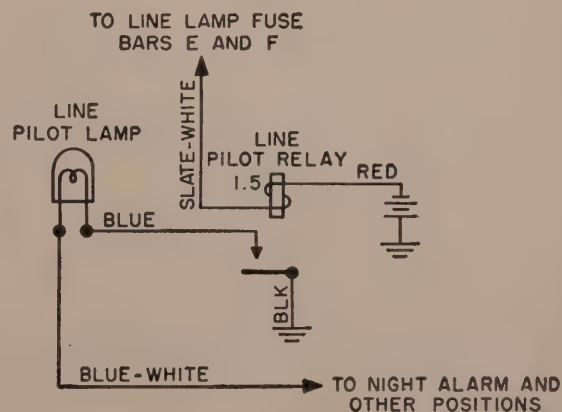 TO LINE LAMP FUSE
BARS E AND F
LINE
PILOT LAMP
SLATE-WHITE
LINE
PILOT RELAY
1.5
RED
BLUE
BLK
BLUE-WHITE
TO NIGHT ALARM AND
OTHER POSITIONS